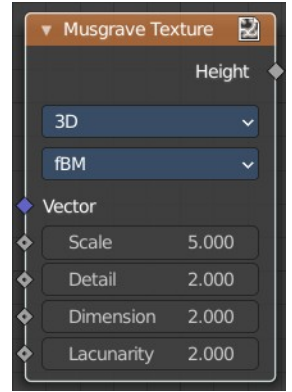 Musgrave Texture
Height
3D
fBM
Vector
Scale 5.000
Detail 2.000
Dimension 2.000
Lacunarity 2.000